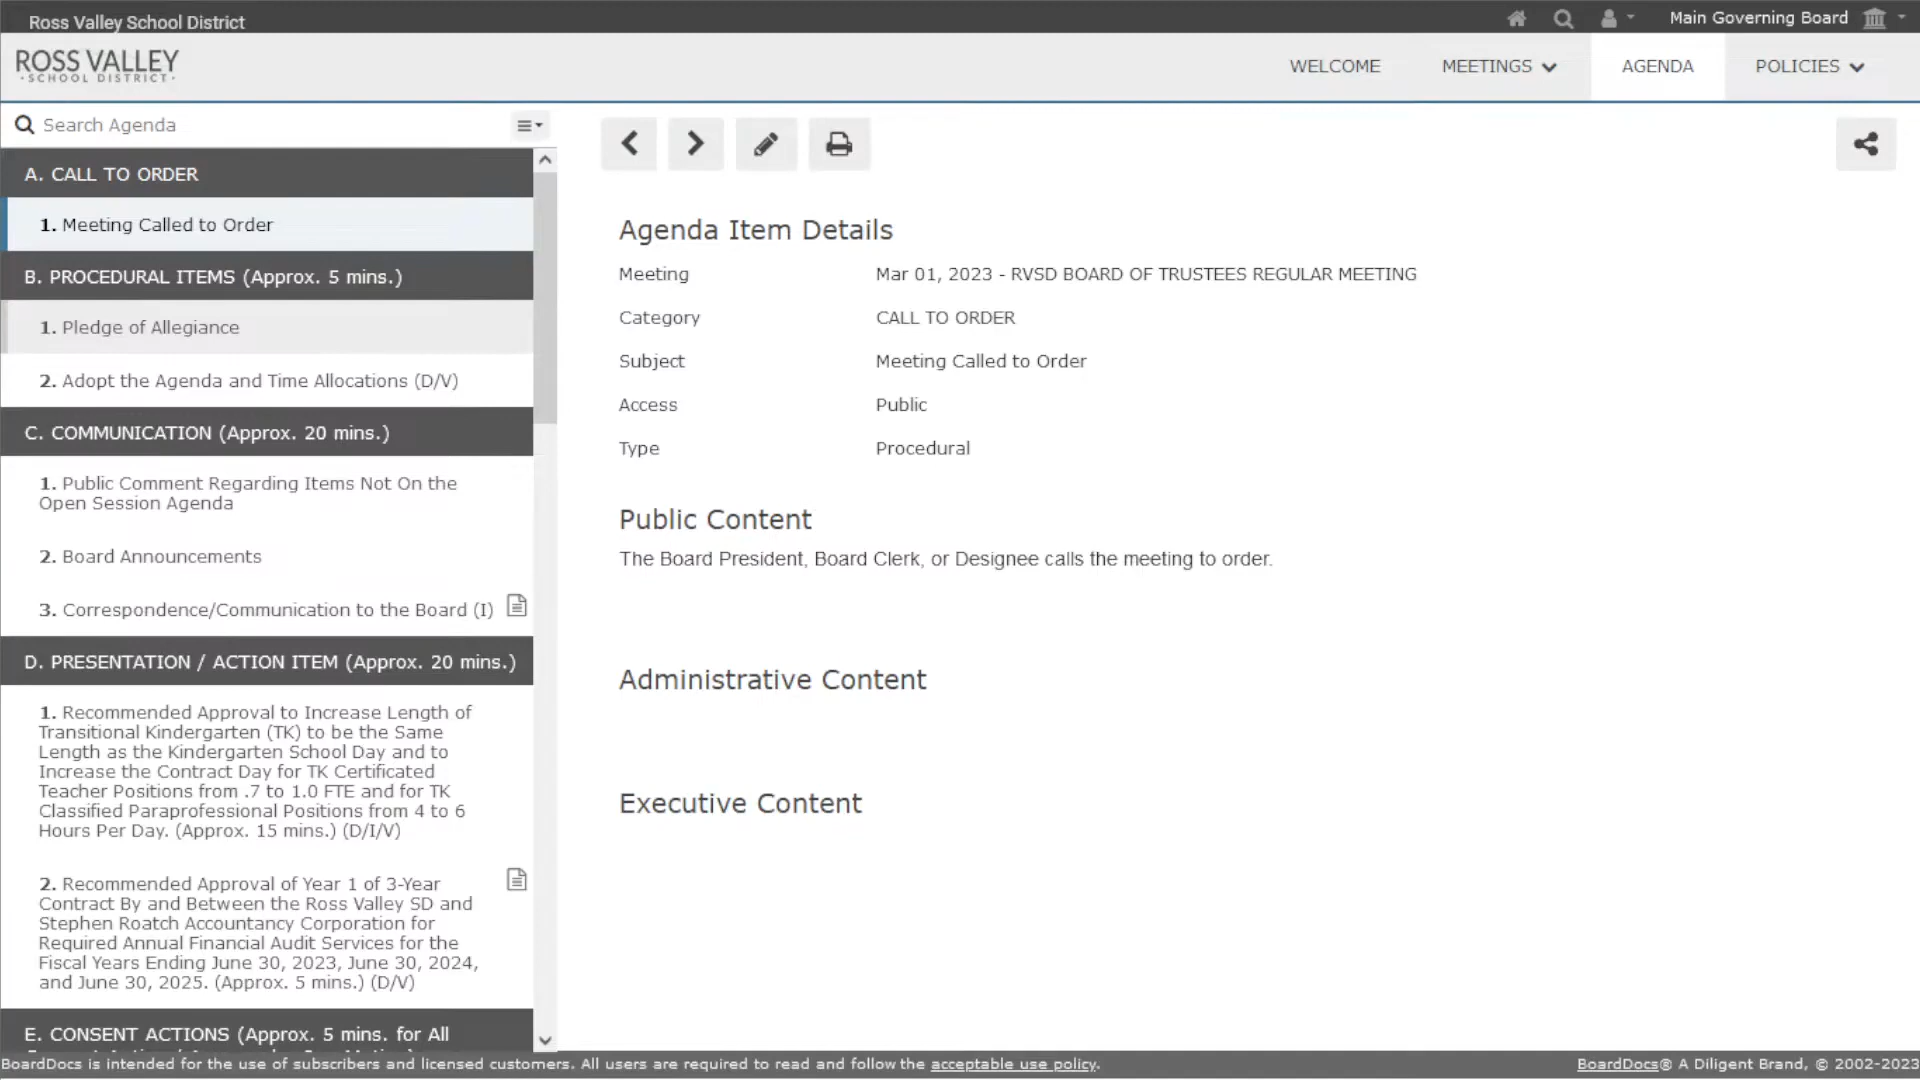 Ross Valley School District
Main Governing Board
ROSS VALLEY
·SCHOOL DISTRICT·
WELCOME
MEETINGS
AGENDA
POLICIES
Search Agenda
A. CALL TO ORDER
1. Meeting Called to Order
B. PROCEDURAL ITEMS (Approx. 5 mins.)
1. Pledge of Allegiance
2. Adopt the Agenda and Time Allocations (D/V)
C. COMMUNICATION (Approx. 20 mins.)
1. Public Comment Regarding Items Not On the
Open Session Agenda
2. Board Announcements
3. Correspondence/Communication to the Board (I)
D. PRESENTATION / ACTION ITEM (Approx. 20 mins.)
1. Recommended Approval to Increase Length of
Transitional Kindergarten (TK) to be the Same
Length as the Kindergarten School Day and to
Increase the Contract Day for TK Certificated
Teacher Positions from .7 to 1.0 FTE and for TK
Classified Paraprofessional Positions from 4 to 6
Hours Per Day. (Approx. 15 mins.) (D/I/V)
2. Recommended Approval of Year 1 of 3-Year
Contract By and Between the Ross Valley SD and
Stephen Roatch Accountancy Corporation for
Required Annual Financial Audit Services for the
Fiscal Years Ending June 30, 2023, June 30, 2024,
and June 30, 2025. (Approx. 5 mins.) (D/V)
E. CONSENT ACTIONS (Approx. 5 mins. for All
Agenda Item Details
Meeting Mar 01, 2023 - RVSD BOARD OF TRUSTEES REGULAR MEETING
Category CALL TO ORDER
Subject Meeting Called to Order
Access Public
Type Procedural
Public Content
The Board President, Board Clerk, or Designee calls the meeting to order.
Administrative Content
Executive Content
BoardDocs is intended for the use of subscribers and licensed customers. All users are required to read and follow the acceptable use policy.
BoardDocs® A Diligent Brand, © 2002-2023